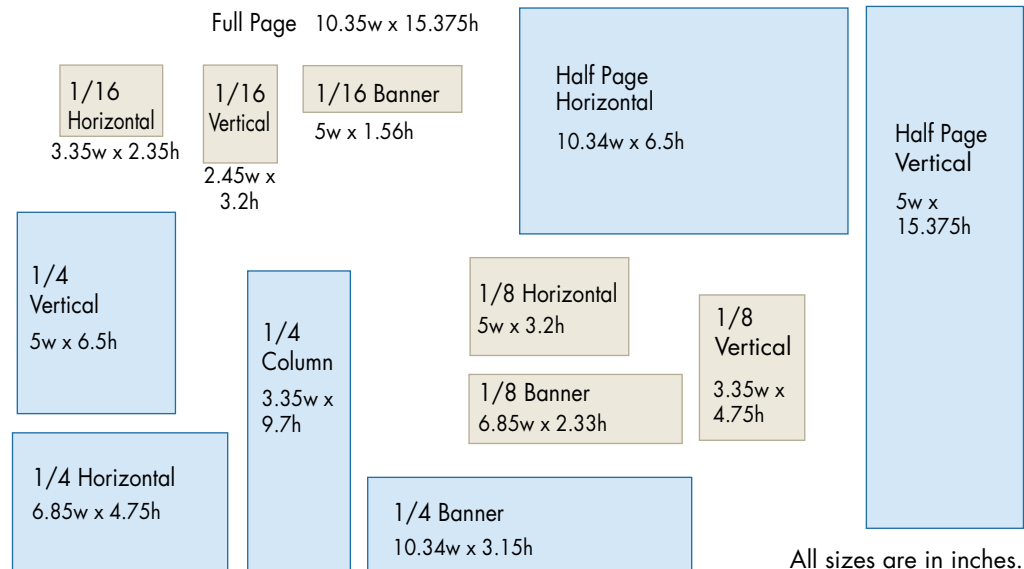 Full Page 10.35w x 15.375h
1/16
Horizontal
3.35w x 2.35h
1/16
Vertical
2.45w x
3.2h
1/16 Banner
5w x 1.56h
Half Page
Horizontal
10.34w x 6.5h
Half Page
Vertical
5w x
15.375h
1/4
Vertical
5w x 6.5h
1/4
Column
3.35w x
9.7h
1/8 Horizontal
5w x 3.2h
1/8 Banner
6.85w x 2.33h
1/8
Vertical
3.35w x
4.75h
1/4 Horizontal
6.85w x 4.75h
1/4 Banner
10.34w x 3.15h
All sizes are in inches.